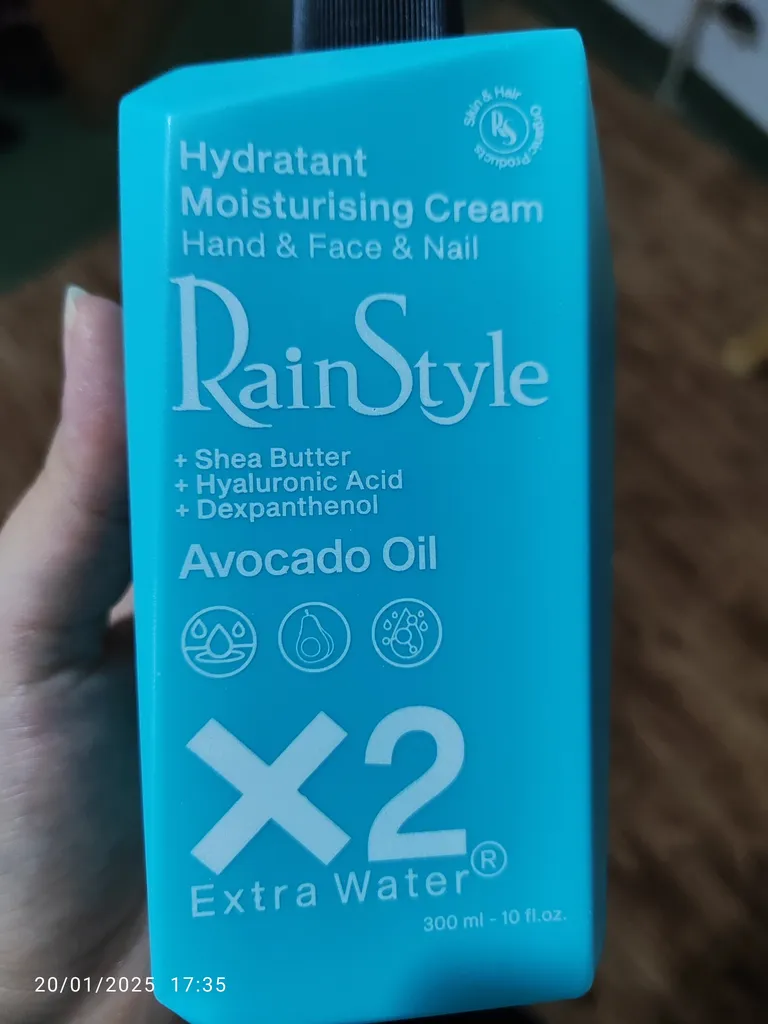 Skin & Hair
Organic Products
RS
Hydratant
Moisturising Cream
Hand & Face & Nail
RainStyle
+ Shea Butter
+ Hyaluronic Acid
+ Dexpanthenol
Avocado Oil
×2
Extra Water®
300 ml - 10 fl.oz.
20/01/2025 17:35